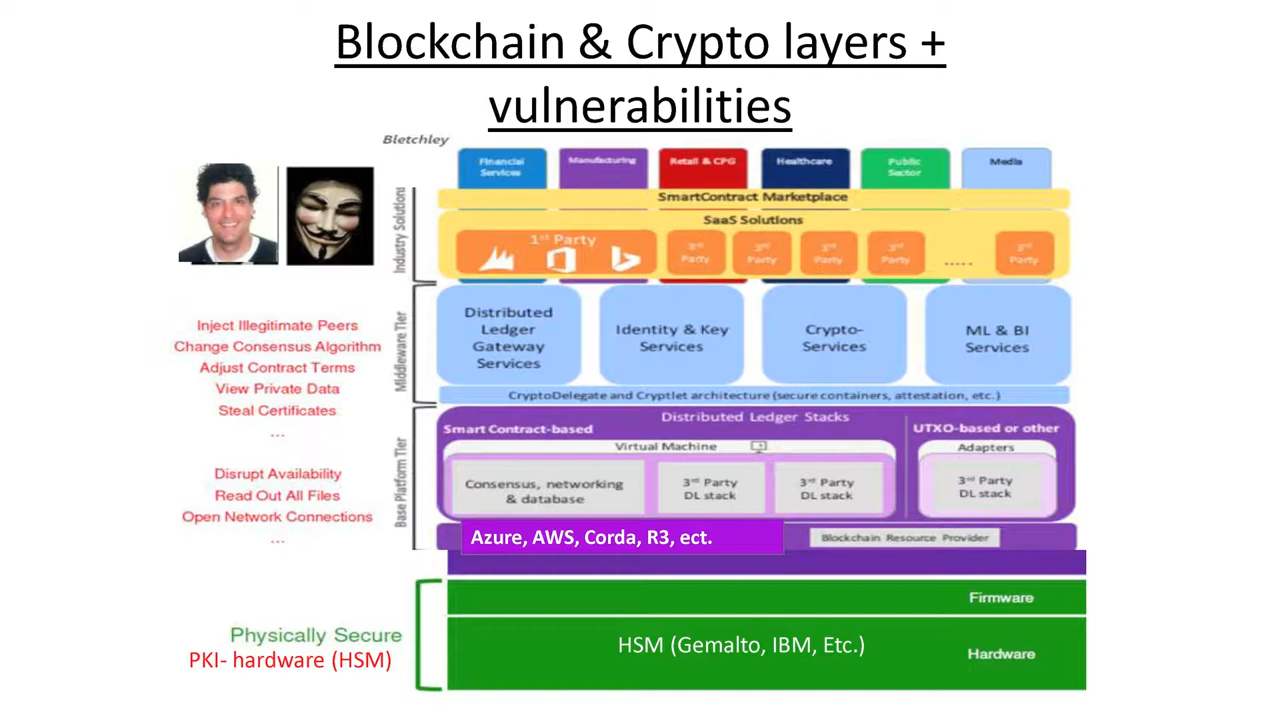 Blockchain & Crypto layers +
vulnerabilities
Bletchley
Financial
Services
Manufacturing
Retail & CPG
Healthcare
Public
Sector
Media
Industry Solutions
SmartContract Marketplace
SaaS Solutions
1st Party
3rd
Party
3rd
Party
3rd
Party
3rd
Party
.....
3rd
Party
Inject Illegitimate Peers
Change Consensus Algorithm
Adjust Contract Terms
View Private Data
Steal Certificates
...
Middleware Tier
Distributed
Ledger
Gateway
Services
Identity & Key
Services
Crypto-
Services
ML & BI
Services
CryptoDelegate and Cryptlet architecture (secure containers, attestation, etc.)
Disrupt Availability
Read Out All Files
Open Network Connections
...
Base Platform Tier
Distributed Ledger Stacks
Smart Contract-based
UTXO-based or other
Virtual Machine
Adapters
Consensus, networking
& database
3rd Party
DL stack
3rd Party
DL stack
3rd Party
DL stack
Azure, AWS, Corda, R3, ect.
Blockchain Resource Provider
Firmware
Physically Secure
PKI- hardware (HSM)
HSM (Gemalto, IBM, Etc.)
Hardware